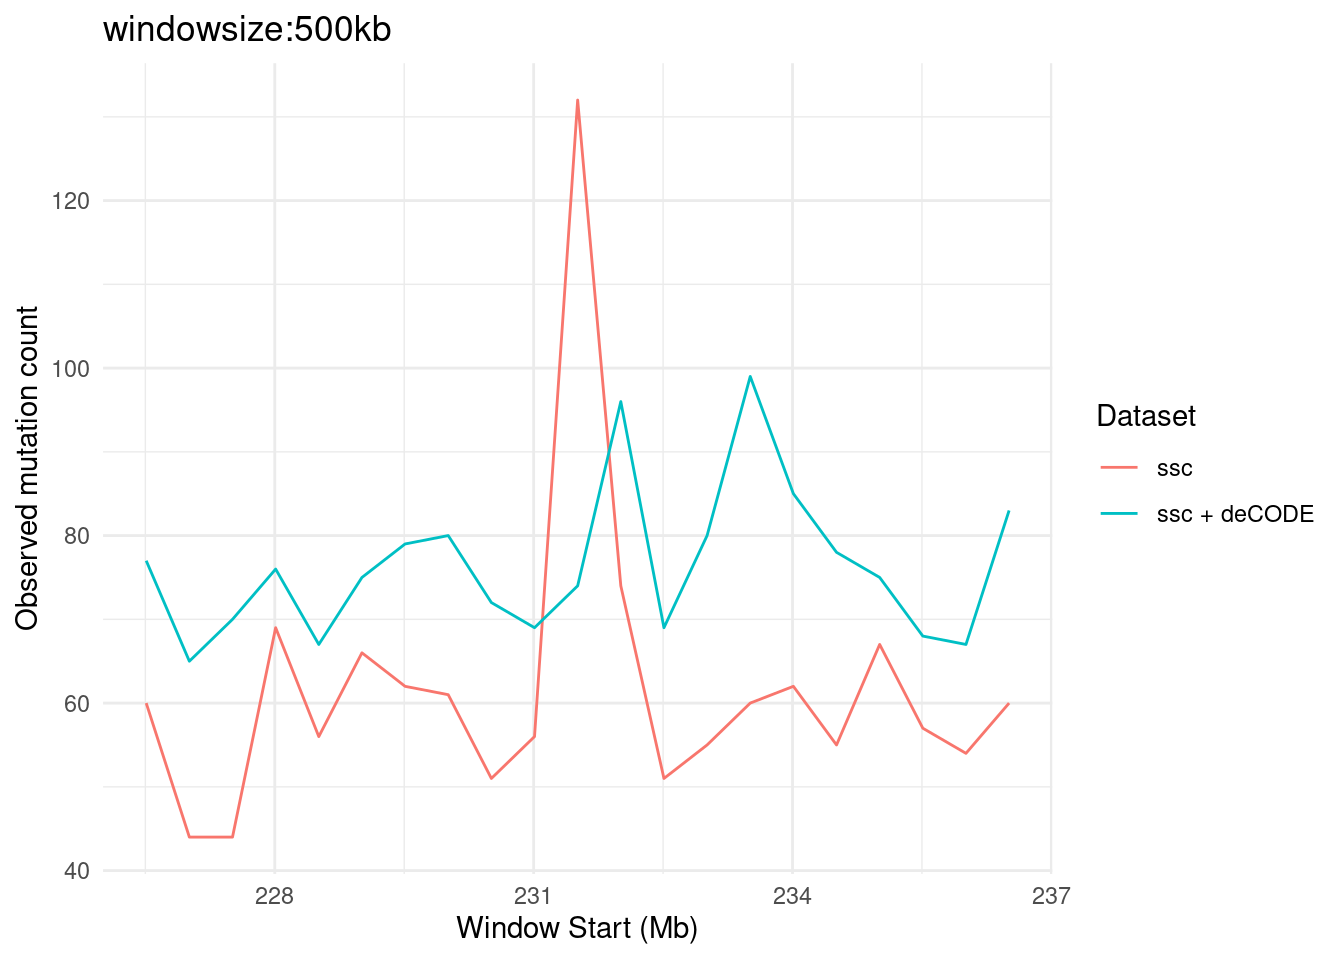 windowsize:500kb
Observed mutation count
120
100
80
60
40
228
231
234
237
Window Start (Mb)
Dataset
ssc
ssc + deCODE